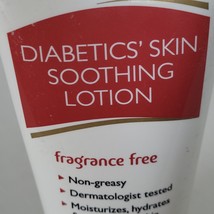 DIABETICS' SKIN
SOOTHING
LOTION
fragrance free
Non-greasy
Dermatologist tested
Moisturizes, hydrates